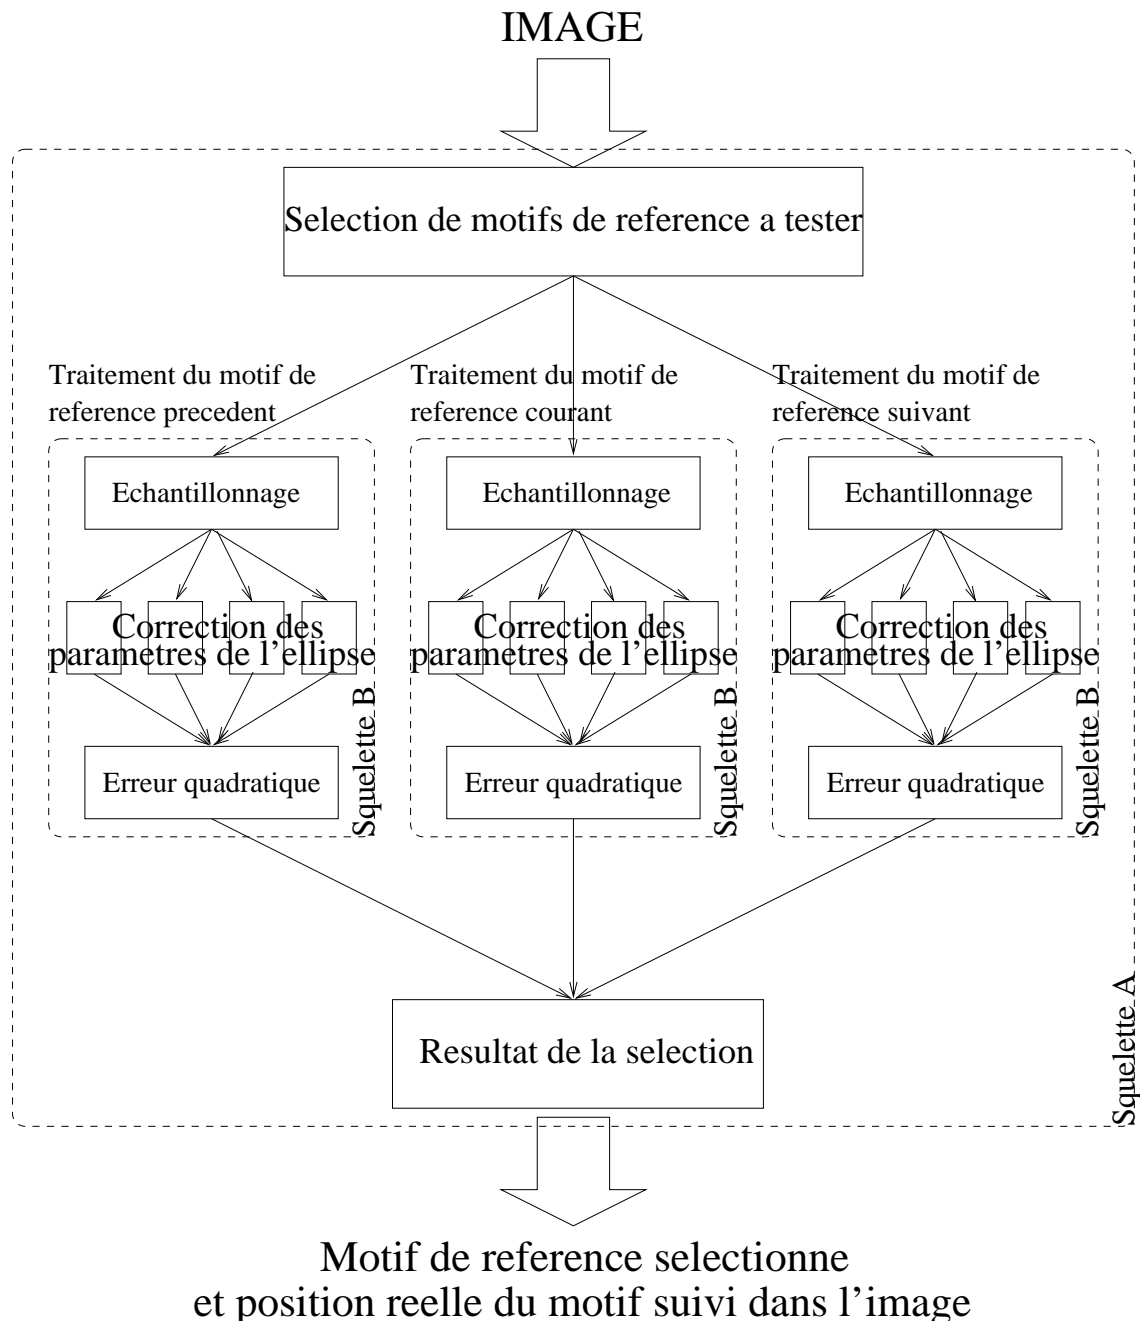 IMAGE
Selection de motifs de reference a tester
Traitement du motif de
reference precedent
Traitement du motif de
reference courant
Traitement du motif de
reference suivant
Echantillonnage
Echantillonnage
Echantillonnage
Correction des
parametres de l'ellipse
Correction des
parametres de l'ellipse
Correction des
parametres de l'ellipse
Erreur quadratique
Squelette B
Erreur quadratique
Squelette B
Erreur quadratique
Squelette B
Resultat de la selection
Squelette A
Motif de reference selectionne
et position reelle du motif suivi dans l'image